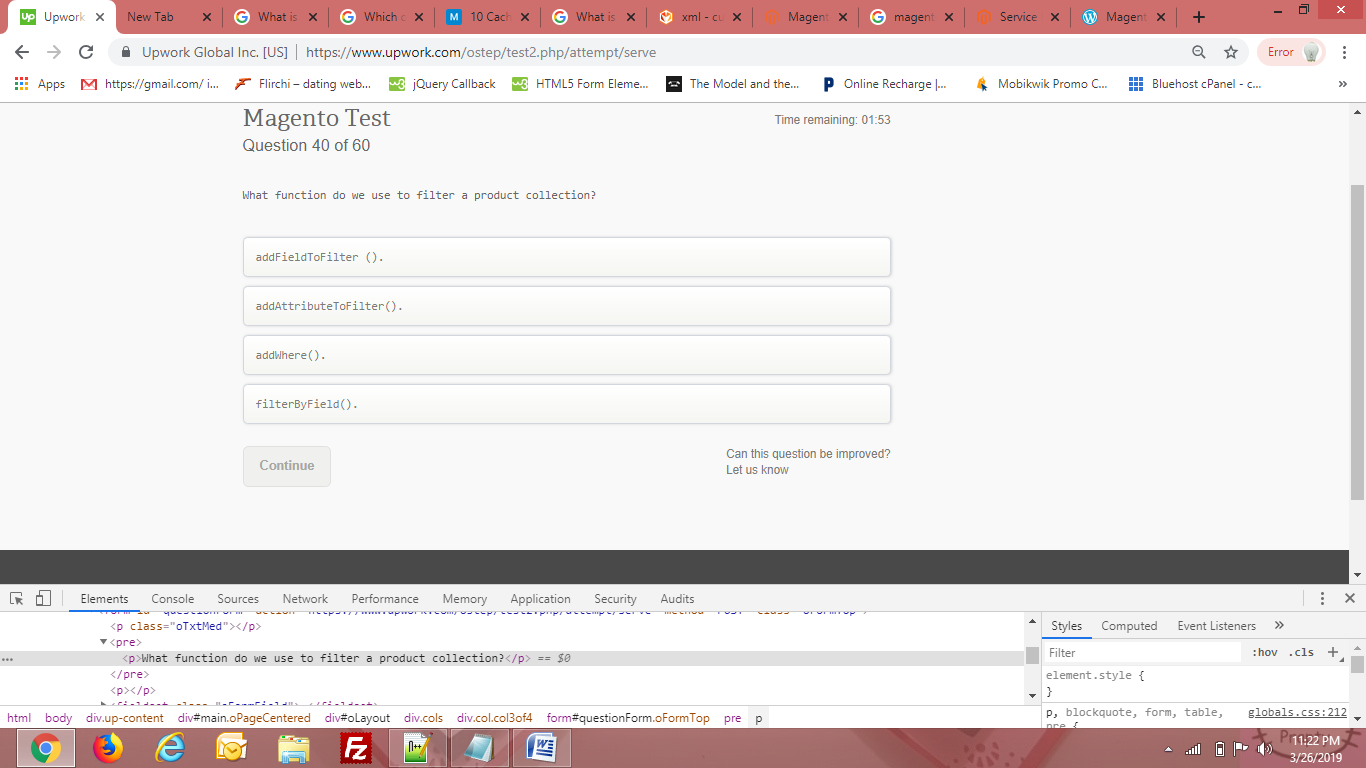 Upwork
New Tab
What is
Which c
10 Cach
What is
xml - cu
Magent
magent
Service
Magent
Upwork Global Inc. [US] | https://www.upwork.com/ostep/test2.php/attempt/serve
Error
Apps
https://gmail.com/ i...
Flirchi – dating web...
jQuery Callback
HTML5 Form Eleme...
The Model and the...
Online Recharge |...
Mobikwik Promo C...
Bluehost cPanel - c...
»
Magento Test
Time remaining: 01:53
Question 40 of 60
What function do we use to filter a product collection?
addFieldToFilter ().
addAttributeToFilter().
addWhere().
filterByField().
Continue
Can this question be improved?
Let us know
Elements Console Sources Network Performance Memory Application Security Audits
<p class="oTxtMed"></p>
<pre>
<p>What function do we use to filter a product collection?</p> == $0
</pre>
<p></p>
html body div.up-content div#main.oPageCentered div#oLayout div.cols div.col.col3of4 form#questionForm.oFormTop pre p
Styles Computed Event Listeners »
Filter :hov .cls +
element.style {
}
p, blockquote, form, table, globals.css:212
pre {
11:22 PM
3/26/2019